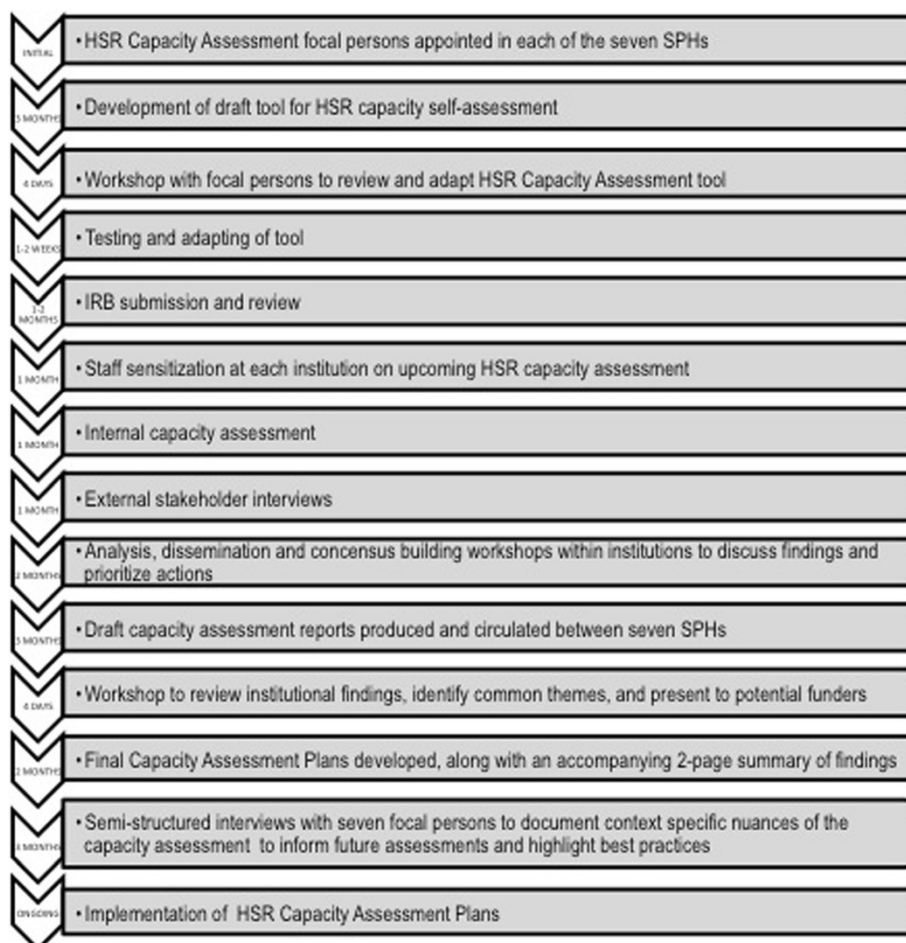 INITIAL
• HSR Capacity Assessment focal persons appointed in each of the seven SPHs
3 MONTHS
• Development of draft tool for HSR capacity self-assessment
4 DAYS
• Workshop with focal persons to review and adapt HSR Capacity Assessment tool
1-2 WEEKS
• Testing and adapting of tool
1-2
MONTHS
• IRB submission and review
1 MONTH
• Staff sensitization at each institution on upcoming HSR capacity assessment
1 MONTH
• Internal capacity assessment
1 MONTH
• External stakeholder interviews
2 MONTHS
• Analysis, dissemination and concensus building workshops within institutions to discuss findings and
prioritize actions
3 MONTHS
• Draft capacity assessment reports produced and circulated between seven SPHs
4 DAYS
• Workshop to review institutional findings, identify common themes, and present to potential funders
2 MONTHS
• Final Capacity Assessment Plans developed, along with an accompanying 2-page summary of findings
MONTHS
• Semi-structured interviews with seven focal persons to document context specific nuances of the
capacity assessment to inform future assessments and highlight best practices
ONGOING
• Implementation of HSR Capacity Assessment Plans